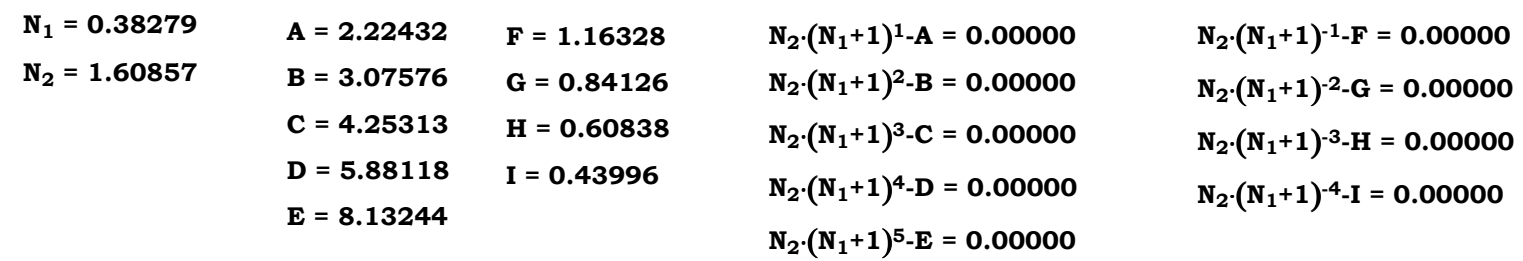 N₁ = 0.38279
N₂ = 1.60857
A = 2.22432
B = 3.07576
C = 4.25313
D = 5.88118
E = 8.13244
F = 1.16328
G = 0.84126
H = 0.60838
I = 0.43996
N₂·(N₁+1)¹-A = 0.00000
N₂·(N₁+1)²-B = 0.00000
N₂·(N₁+1)³-C = 0.00000
N₂·(N₁+1)⁴-D = 0.00000
N₂·(N₁+1)⁵-E = 0.00000
N₂·(N₁+1)⁻¹-F = 0.00000
N₂·(N₁+1)⁻²-G = 0.00000
N₂·(N₁+1)⁻³-H = 0.00000
N₂·(N₁+1)⁻⁴-I = 0.00000